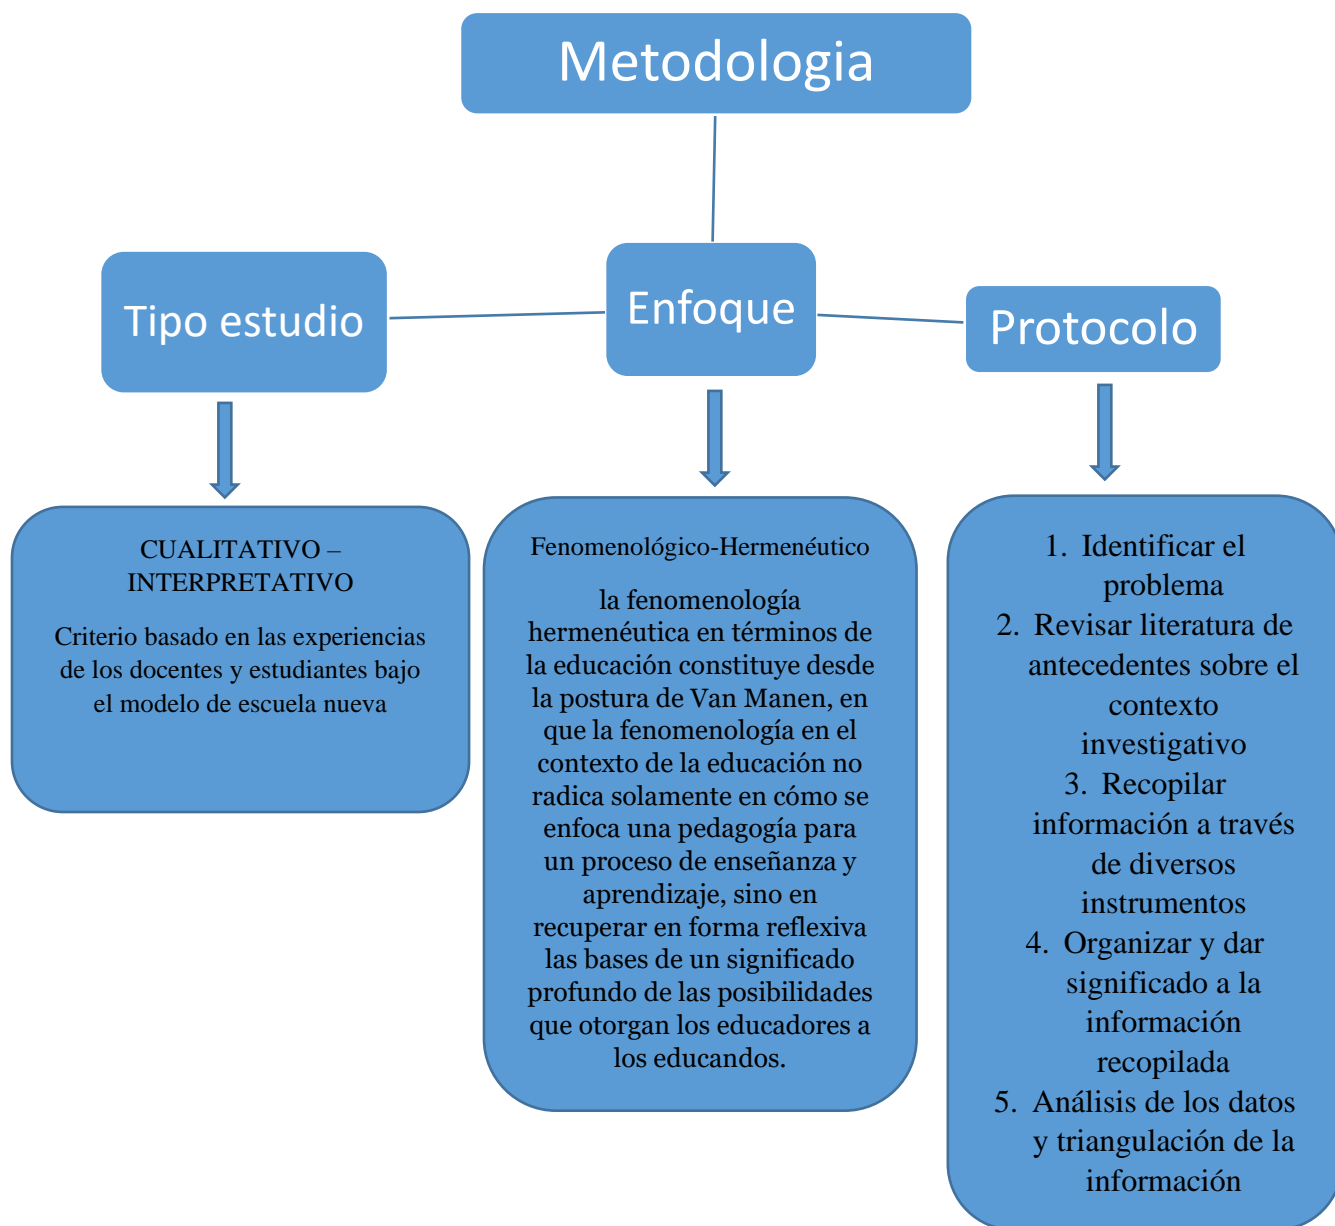 Metodologia
Tipo estudio
Enfoque
Protocolo
CUALITATIVO –
INTERPRETATIVO
Criterio basado en las experiencias
de los docentes y estudiantes bajo
el modelo de escuela nueva
Fenomenológico-Hermenéutico
la fenomenología
hermenéutica en términos de
la educación constituye desde
la postura de Van Manen, en
que la fenomenología en el
contexto de la educación no
radica solamente en cómo se
enfoca una pedagogía para
un proceso de enseñanza y
aprendizaje, sino en
recuperar en forma reflexiva
las bases de un significado
profundo de las posibilidades
que otorgan los educadores a
los educandos.
1. Identificar el
problema
2. Revisar literatura de
antecedentes sobre el
contexto
investigativo
3. Recopilar
información a través
de diversos
instrumentos
4. Organizar y dar
significado a la
información
recopilada
5. Análisis de los datos
y triangulación de la
información